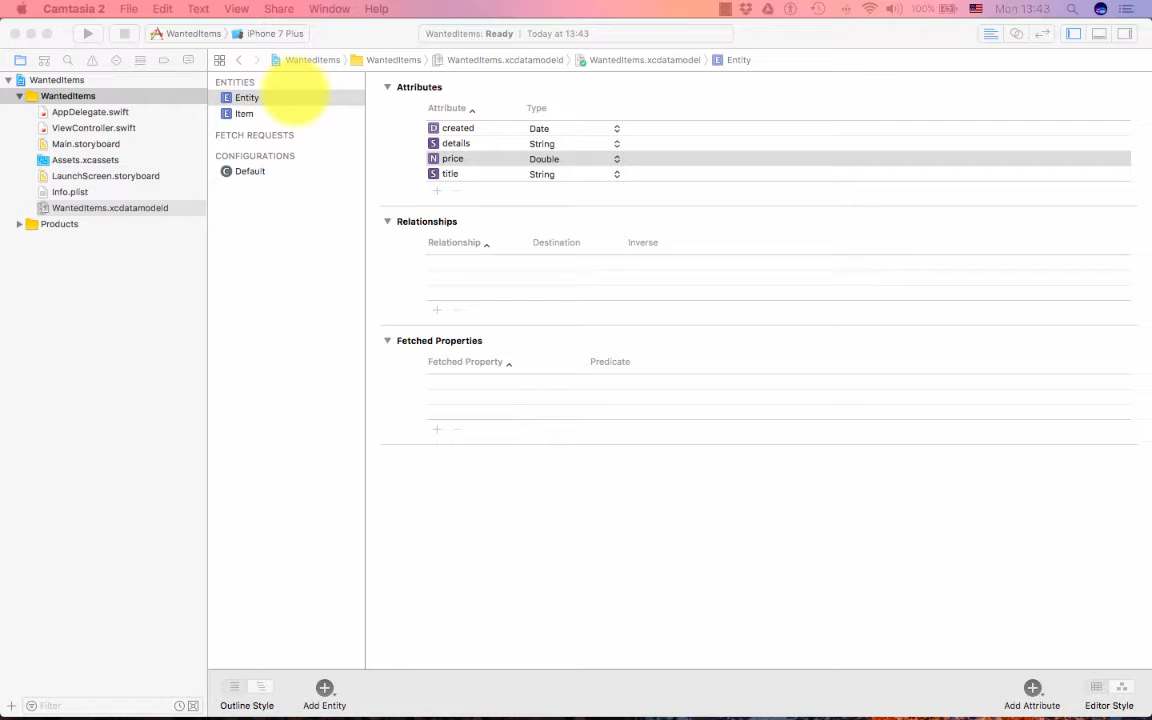 Camtasia 2 File Edit Text View Share Window Help 100% Mon 13:43
WantedItems iPhone 7 Plus WantedItems: Ready Today at 13:43
WantedItems WantedItems WantedItems.xcdatamodeld WantedItems.xcdatamodel E Entity
WantedItems
WantedItems
AppDelegate.swift
ViewController.swift
Main.storyboard
Assets.xcassets
LaunchScreen.storyboard
Info.plist
WantedItems.xcdatamodeld
Products
Filter
ENTITIES
E Entity
E Item
FETCH REQUESTS
CONFIGURATIONS
C Default
Attributes
Attribute Type
D created Date
S details String
N price Double
S title String
Relationships
Relationship Destination Inverse
Fetched Properties
Fetched Property Predicate
Outline Style Add Entity Add Attribute Editor Style